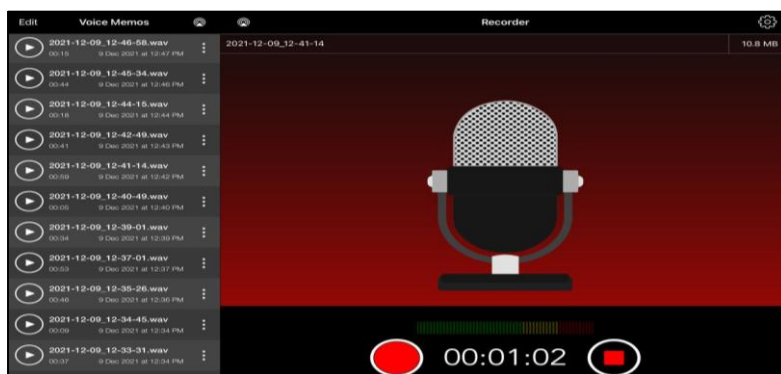 Edit Voice Memos
2021-12-09_12-46-58.wav
00:15 9 Dec 2021 at 12:47 PM
2021-12-09_12-45-34.wav
00:44 9 Dec 2021 at 12:46 PM
2021-12-09_12-44-15.wav
00:18 9 Dec 2021 at 12:44 PM
2021-12-09_12-42-49.wav
00:41 9 Dec 2021 at 12:43 PM
2021-12-09_12-41-14.wav
00:59 9 Dec 2021 at 12:42 PM
2021-12-09_12-40-49.wav
00:05 9 Dec 2021 at 12:40 PM
2021-12-09_12-39-01.wav
00:34 9 Dec 2021 at 12:39 PM
2021-12-09_12-37-01.wav
00:53 9 Dec 2021 at 12:37 PM
2021-12-09_12-35-26.wav
00:46 9 Dec 2021 at 12:36 PM
2021-12-09_12-34-45.wav
00:09 9 Dec 2021 at 12:34 PM
2021-12-09_12-33-31.wav
00:37 9 Dec 2021 at 12:34 PM
Recorder
2021-12-09_12-41-14 10.8 MB
00:01:02